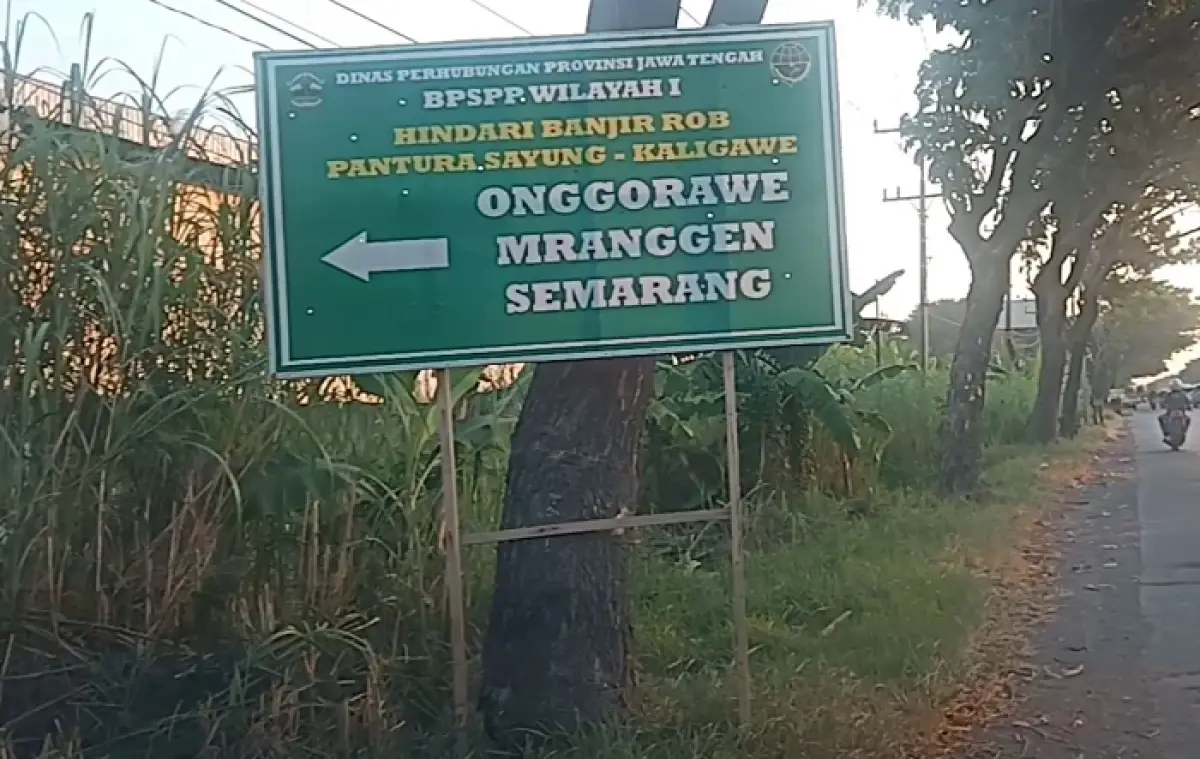 DINAS PERHUBUNGAN PROVINSI JAWA TENGAH
BPSPP WILAYAH I
HINDARI BANJIR ROB
PANTURA SAYUNG - KALIGAWE
ONGGORAWE
MRANGGEN
SEMARANG